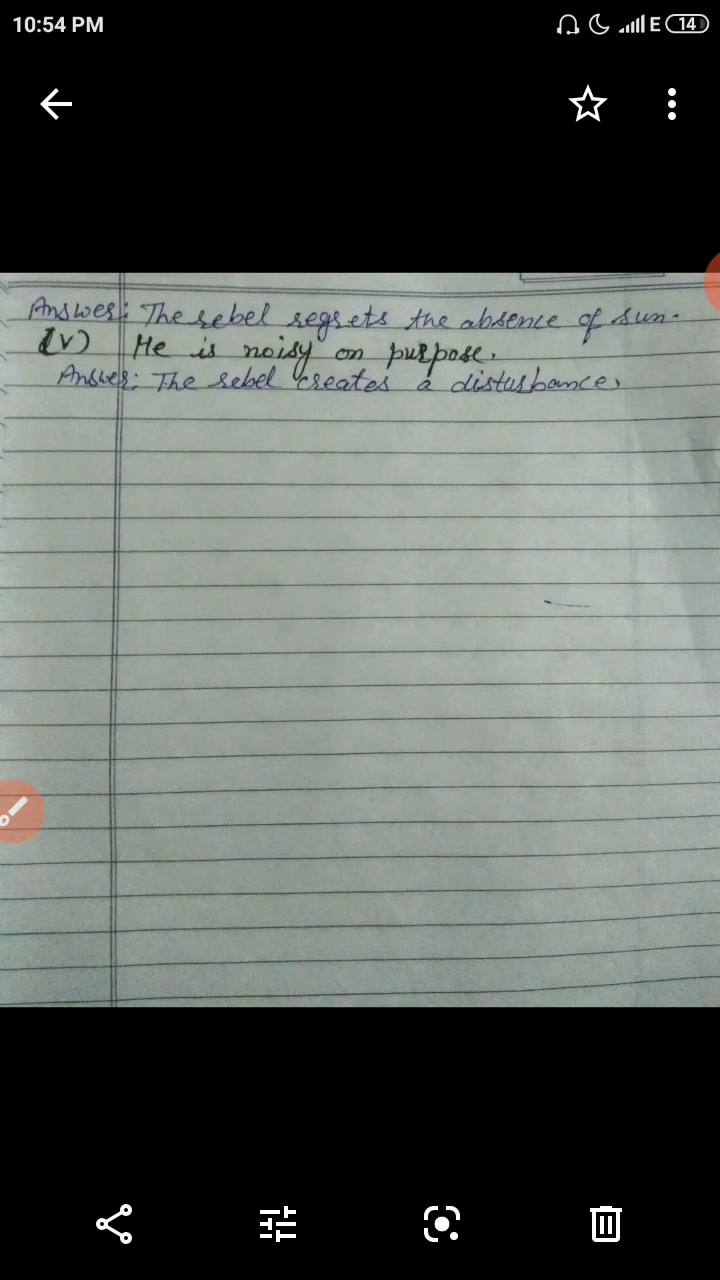 10:54 PM E 14
Answer: The rebel regrets the absence of sun.
(v) He is noisy on purpose.
Answer: The rebel creates a disturbance.